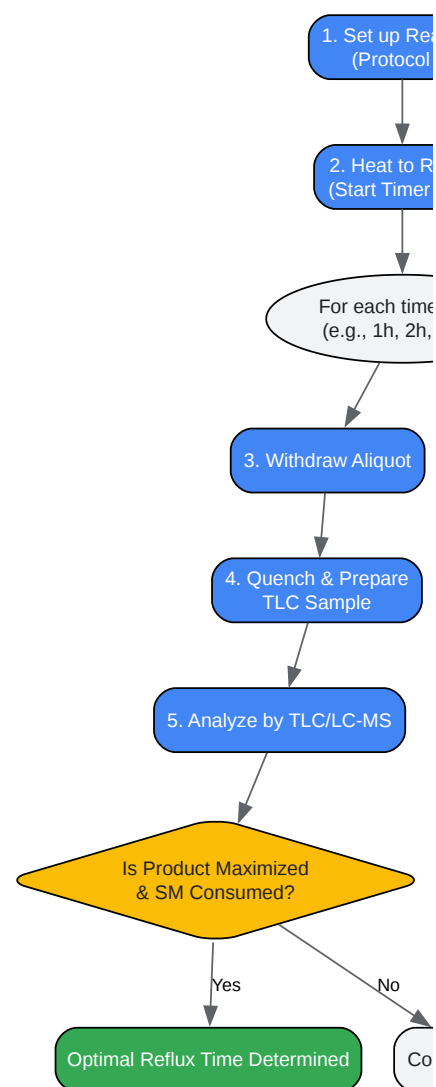 1. Set up
(Protocol
2. Heat to
(Start Timer
For each time
(e.g., 1h, 2h,
3. Withdraw Aliquot
4. Quench & Prepare
TLC Sample
5. Analyze by TLC/LC-MS
Is Product Maximized
& SM Consumed?
Yes
No
Optimal Reflux Time Determined